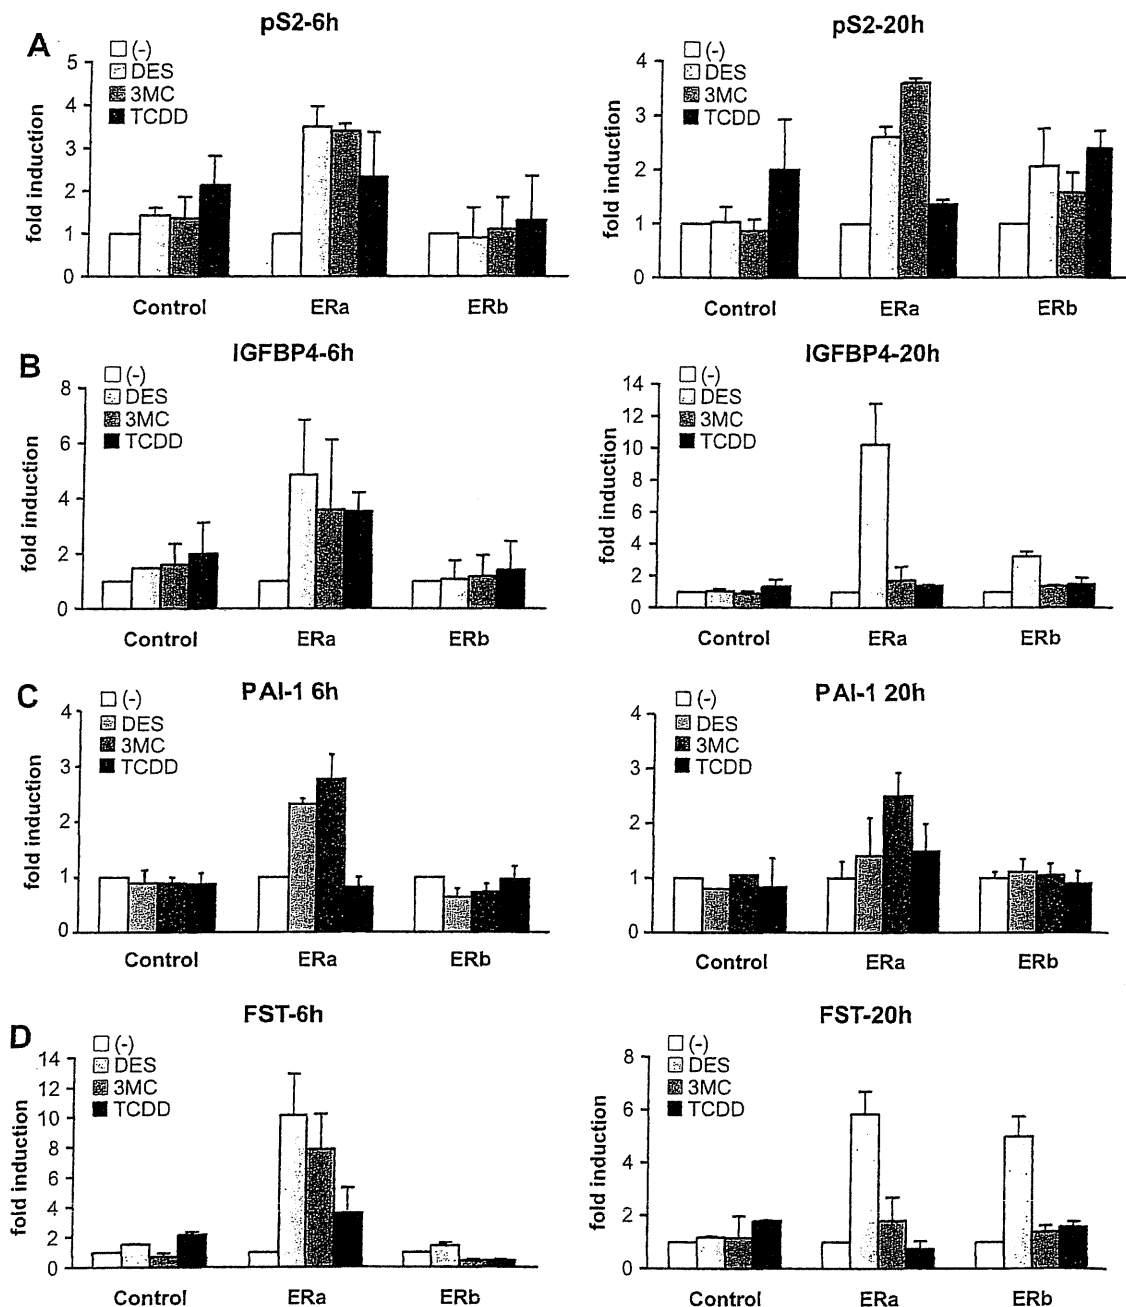 A
pS2-6h
(-)
DES
3MC
TCDD
fold induction
5
4
3
2
1
0
Control
ERa
ERb
pS2-20h
(-)
DES
3MC
TCDD
fold induction
4
3
2
1
0
Control
ERa
ERb
B
IGFBP4-6h
(-)
DES
3MC
TCDD
fold induction
8
6
4
2
0
Control
ERa
ERb
IGFBP4-20h
(-)
DES
3MC
TCDD
fold induction
14
12
10
8
6
4
2
0
Control
ERa
ERb
C
PAI-1 6h
(-)
DES
3MC
TCDD
fold induction
4
3
2
1
0
Control
ERa
ERb
PAI-1 20h
(-)
DES
3MC
TCDD
fold induction
4
3
2
1
0
Control
ERa
ERb
D
FST-6h
(-)
DES
3MC
TCDD
fold induction
14
12
10
8
6
4
2
0
Control
ERa
ERb
FST-20h
(-)
DES
3MC
TCDD
fold induction
8
6
4
2
0
Control
ERa
ERb